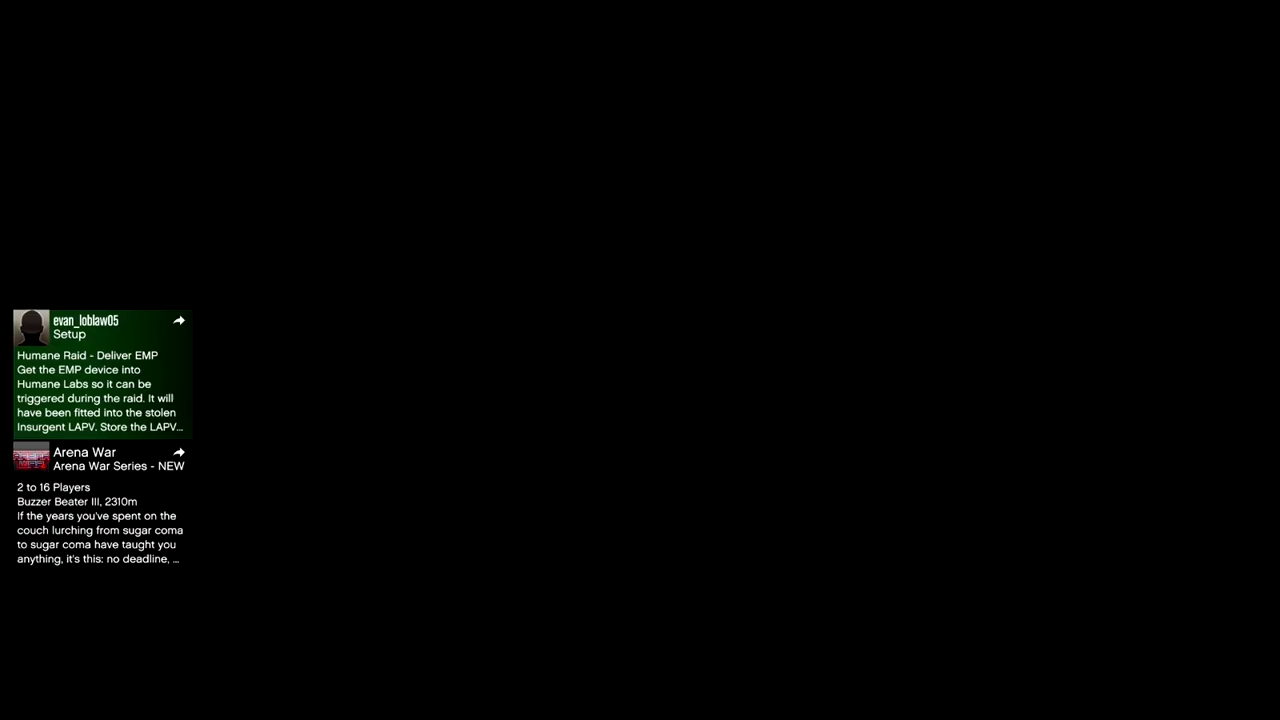 evan_loblaw05
Setup
Humane Raid - Deliver EMP
Get the EMP device into
Humane Labs so it can be
triggered during the raid. It will
have been fitted into the stolen
Insurgent LAPV. Store the LAPV...
Arena War
Arena War Series - NEW
2 to 16 Players
Buzzer Beater III, 2310m
If the years you've spent on the
couch lurching from sugar coma
to sugar coma have taught you
anything, it's this: no deadline, ...